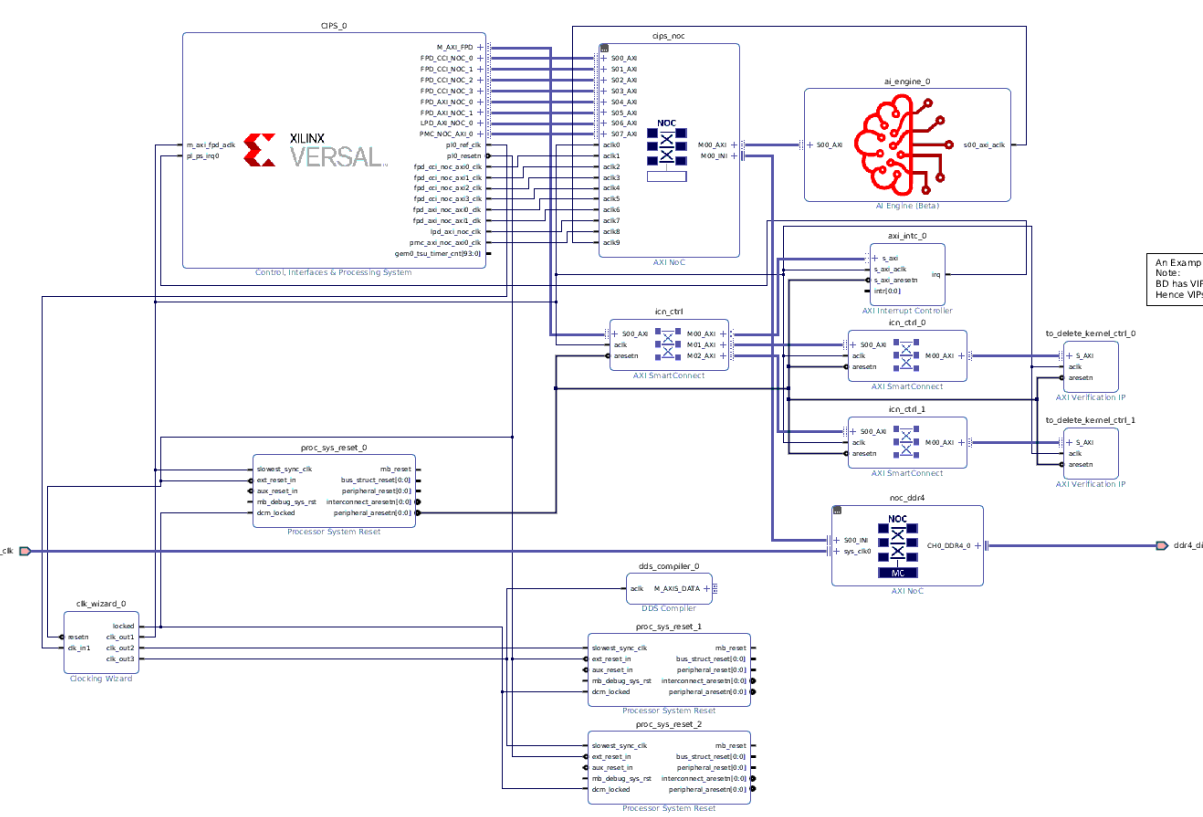 CIPS_0
M_AXI_FPD
FPD_CCI_NOC_0
FPD_CCI_NOC_1
FPD_CCI_NOC_2
FPD_CCI_NOC_3
FPD_AXI_NOC_0
FPD_AXI_NOC_1
LPD_AXI_NOC_0
PMC_NOC_AXI_0
m_axi_fpd_aclk
pl_ps_irq0
XILINX
VERSAL
pl0_ref_clk
pl0_resetn
fpd_cci_noc_axi0_clk
fpd_cci_noc_axi1_clk
fpd_cci_noc_axi2_clk
fpd_cci_noc_axi3_clk
fpd_axi_noc_axi0_clk
fpd_axi_noc_axi1_clk
lpd_axi_noc_clk
pmc_axi_noc_axi0_clk
gem0_tsu_timer_cnt[93:0]
Control, Interfaces & Processing System
cips_noc
S00_AXI
S01_AXI
S02_AXI
S03_AXI
S04_AXI
S05_AXI
S06_AXI
S07_AXI
aclk0
aclk1
aclk2
aclk3
aclk4
aclk5
aclk6
aclk7
aclk8
aclk9
NOC
M00_AXI
M00_INI
AXI NoC
ai_engine_0
S00_AXI
s00_axi_aclk
AI Engine (Beta)
axi_intc_0
s_axi
s_axi_aclk
s_axi_aresetn
intr[0:0]
irq
AXI Interrupt Controller
An Examp
Note:
BD has VIP
Hence VIPs
icn_ctrl
S00_AXI
aclk
aresetn
M00_AXI
M01_AXI
M02_AXI
AXI SmartConnect
icn_ctrl_0
S00_AXI
aclk
aresetn
M00_AXI
AXI SmartConnect
to_delete_kernel_ctrl_0
S_AXI
aclk
aresetn
AXI Verification IP
icn_ctrl_1
S00_AXI
aclk
aresetn
M00_AXI
AXI SmartConnect
to_delete_kernel_ctrl_1
S_AXI
aclk
aresetn
AXI Verification IP
proc_sys_reset_0
slowest_sync_clk
ext_reset_in
aux_reset_in
mb_debug_sys_rst
dcm_locked
mb_reset
bus_struct_reset[0:0]
peripheral_reset[0:0]
interconnect_aresetn[0:0]
peripheral_aresetn[0:0]
Processor System Reset
_clk
noc_ddr4
S00_INI
sys_clk0
NOC
MC
CH0_DDR4_0
AXI NoC
ddr4_di
dds_compiler_0
aclk
M_AXIS_DATA
DDS Compiler
clk_wizard_0
resetn
clk_in1
locked
clk_out1
clk_out2
clk_out3
Clocking Wizard
proc_sys_reset_1
slowest_sync_clk
ext_reset_in
aux_reset_in
mb_debug_sys_rst
dcm_locked
mb_reset
bus_struct_reset[0:0]
peripheral_reset[0:0]
interconnect_aresetn[0:0]
peripheral_aresetn[0:0]
Processor System Reset
proc_sys_reset_2
slowest_sync_clk
ext_reset_in
aux_reset_in
mb_debug_sys_rst
dcm_locked
mb_reset
bus_struct_reset[0:0]
peripheral_reset[0:0]
interconnect_aresetn[0:0]
peripheral_aresetn[0:0]
Processor System Reset